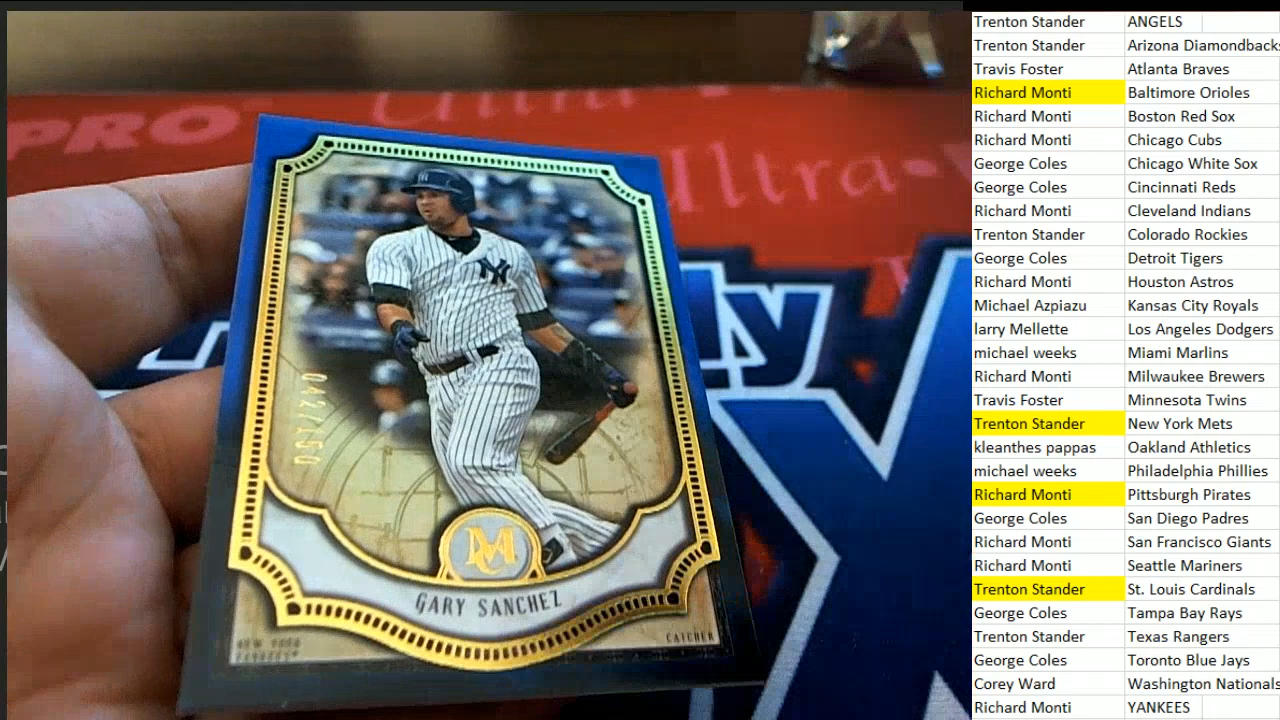 PRO
Ultra
Ultra
NY
042/150
M
GARY SANCHEZ
NEW YORK
YANKEES
CATCHER
Trenton Stander ANGELS
Trenton Stander Arizona Diamondbacks
Travis Foster Atlanta Braves
Richard Monti Baltimore Orioles
Richard Monti Boston Red Sox
Richard Monti Chicago Cubs
George Coles Chicago White Sox
George Coles Cincinnati Reds
Richard Monti Cleveland Indians
Trenton Stander Colorado Rockies
George Coles Detroit Tigers
Richard Monti Houston Astros
Michael Azpiazu Kansas City Royals
larry Mellette Los Angeles Dodgers
michael weeks Miami Marlins
Richard Monti Milwaukee Brewers
Travis Foster Minnesota Twins
Trenton Stander New York Mets
kleanthes pappas Oakland Athletics
michael weeks Philadelphia Phillies
Richard Monti Pittsburgh Pirates
George Coles San Diego Padres
Richard Monti San Francisco Giants
Richard Monti Seattle Mariners
Trenton Stander St. Louis Cardinals
George Coles Tampa Bay Rays
Trenton Stander Texas Rangers
George Coles Toronto Blue Jays
Corey Ward Washington Nationals
Richard Monti YANKEES